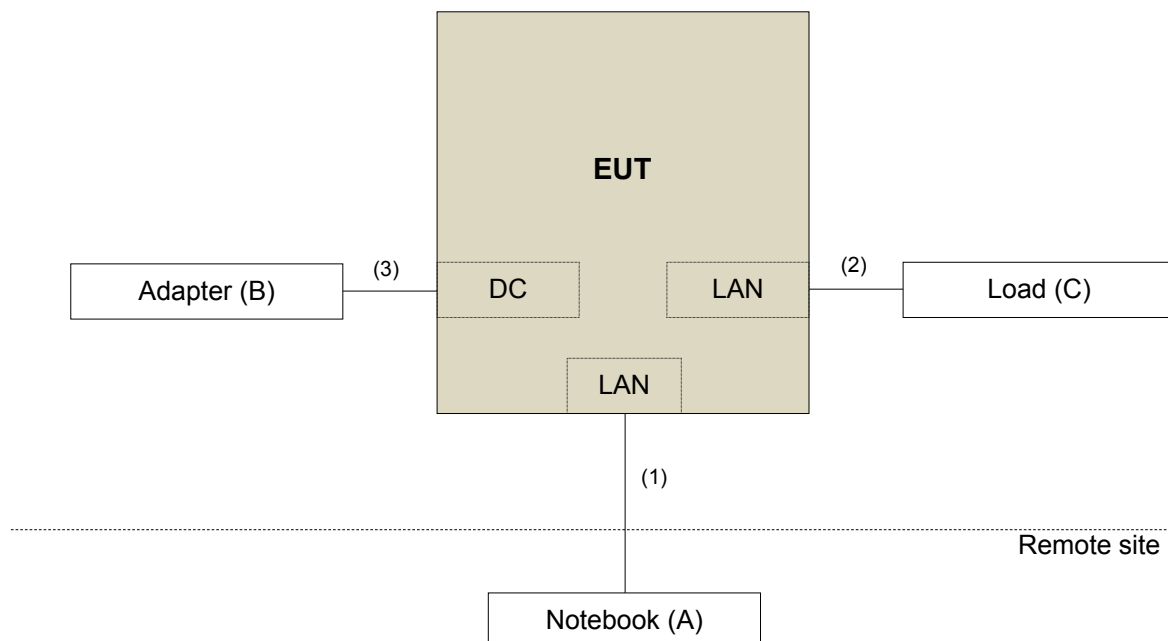 EUT
(3)
(2)
Adapter (B)
DC
LAN
Load (C)
LAN
(1)
Remote site
Notebook (A)